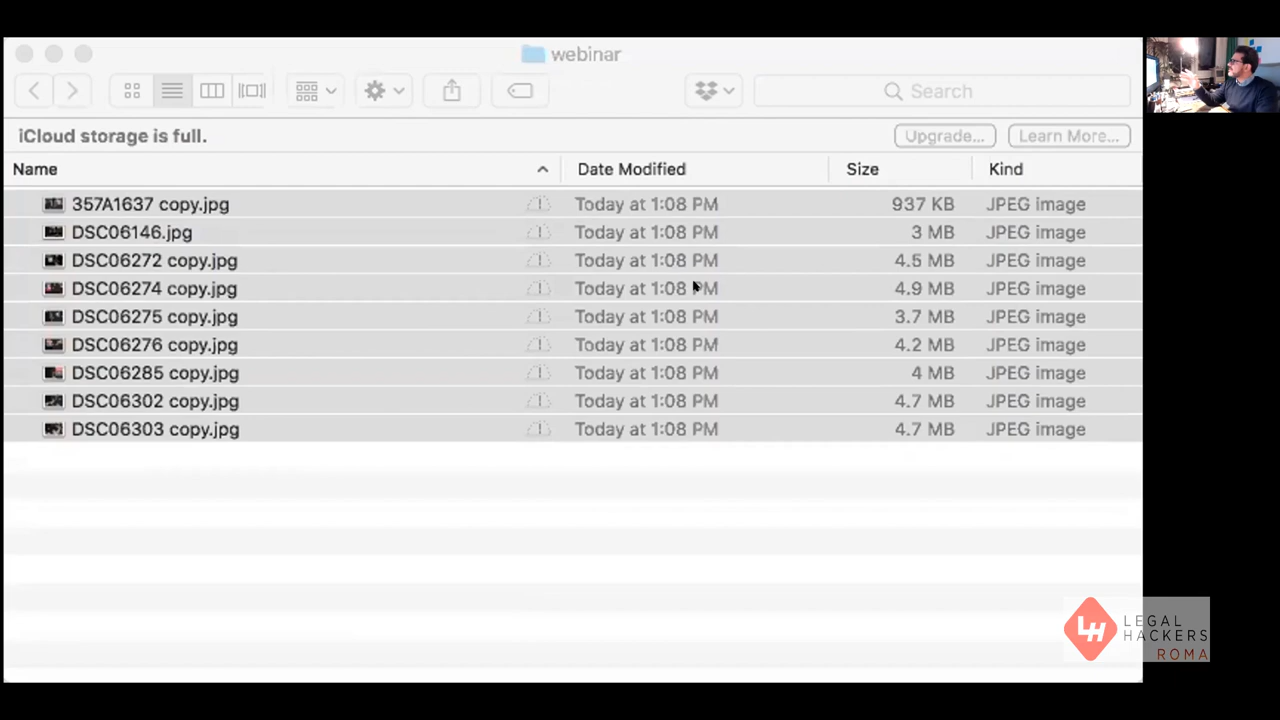 webinar
Search
iCloud storage is full. Upgrade... Learn More...
Name Date Modified Size Kind
357A1637 copy.jpg Today at 1:08 PM 937 KB JPEG image
DSC06146.jpg Today at 1:08 PM 3 MB JPEG image
DSC06272 copy.jpg Today at 1:08 PM 4.5 MB JPEG image
DSC06274 copy.jpg Today at 1:08 PM 4.9 MB JPEG image
DSC06275 copy.jpg Today at 1:08 PM 3.7 MB JPEG image
DSC06276 copy.jpg Today at 1:08 PM 4.2 MB JPEG image
DSC06285 copy.jpg Today at 1:08 PM 4 MB JPEG image
DSC06302 copy.jpg Today at 1:08 PM 4.7 MB JPEG image
DSC06303 copy.jpg Today at 1:08 PM 4.7 MB JPEG image
LH
LEGAL
HACKERS
ROMA